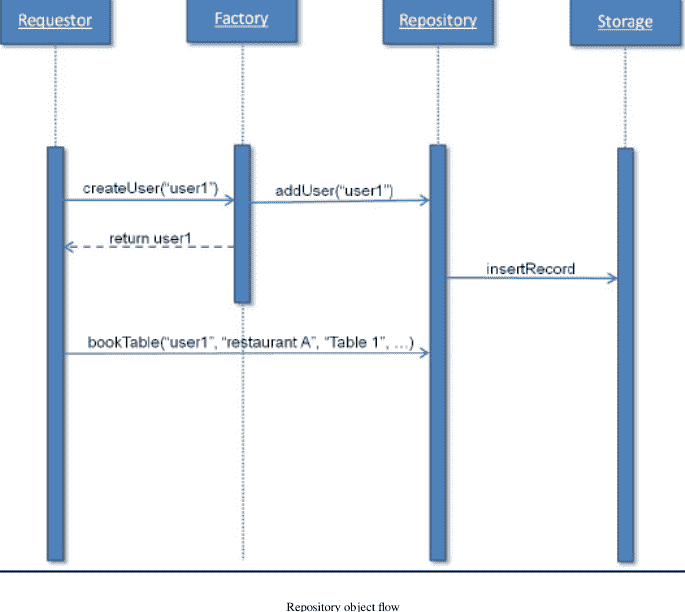 Requestor
Factory
Repository
Storage
createUser(“user1”)
addUser(“user1”)
return user1
insertRecord
bookTable(“user1”, “restaurant A”, “Table 1”, …)
Repository object flow